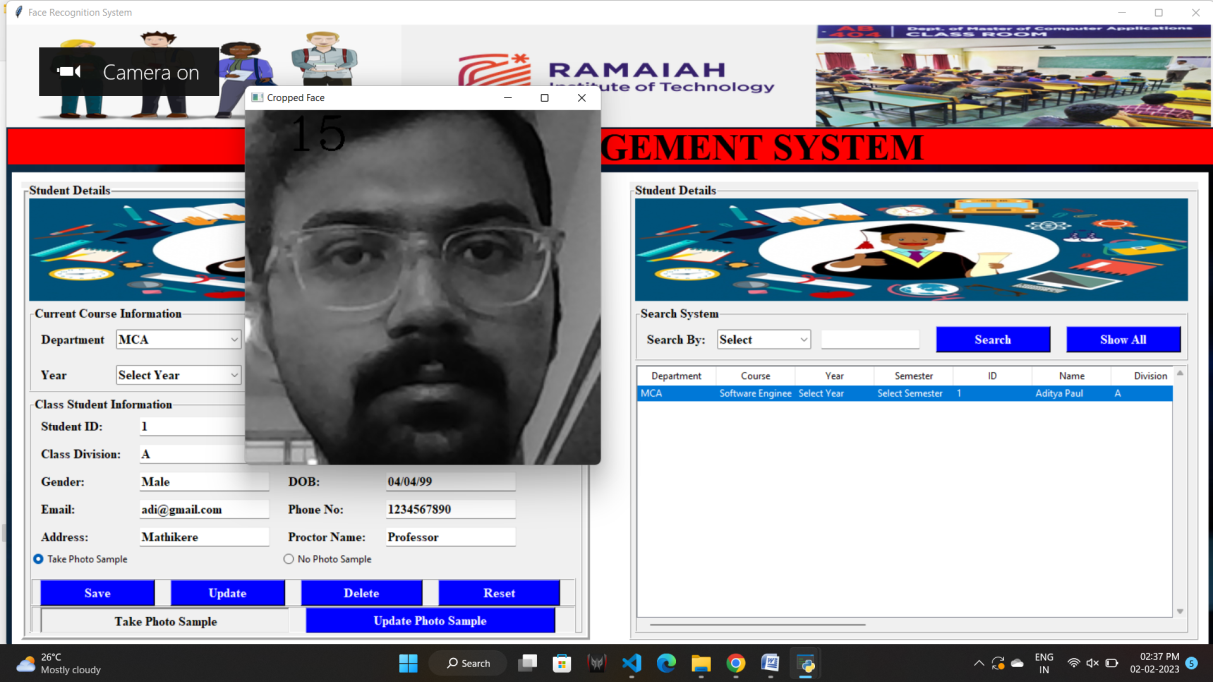 Face Recognition System
Camera on
RAMAIAH
Institute of Technology
AB
404
Dept. of Master of Computer Applications
CLASS ROOM
Cropped Face
15
GEMENT SYSTEM
Student Details
Current Course Information
Department MCA
Year Select Year
Class Student Information
Student ID: 1
Class Division: A
Gender: Male DOB: 04/04/99
Email: adi@gmail.com Phone No: 1234567890
Address: Mathikere Proctor Name: Professor
Take Photo Sample No Photo Sample
Save Update Delete Reset
Take Photo Sample Update Photo Sample
Student Details
Search System
Search By: Select Search Show All
Department Course Year Semester ID Name Division
MCA Software Enginee Select Year Select Semester 1 Aditya Paul A
26°C
Mostly cloudy
Search
ENG
IN
02:37 PM
02-02-2023
5